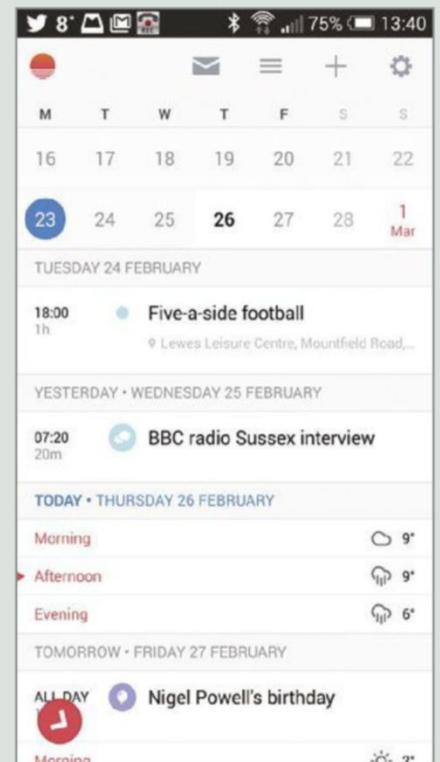 8° M REC 75% 13:40
M T W T F S S
16 17 18 19 20 21 22
23 24 25 26 27 28 1
Mar
TUESDAY 24 FEBRUARY
18:00 Five-a-side football
1h Lewes Leisure Centre, Mountfield Road,...
YESTERDAY • WEDNESDAY 25 FEBRUARY
07:20 BBC radio Sussex interview
20m
TODAY • THURSDAY 26 FEBRUARY
Morning 9°
Afternoon 9°
Evening 6°
TOMORROW • FRIDAY 27 FEBRUARY
ALL DAY Nigel Powell's birthday
Morning 2°